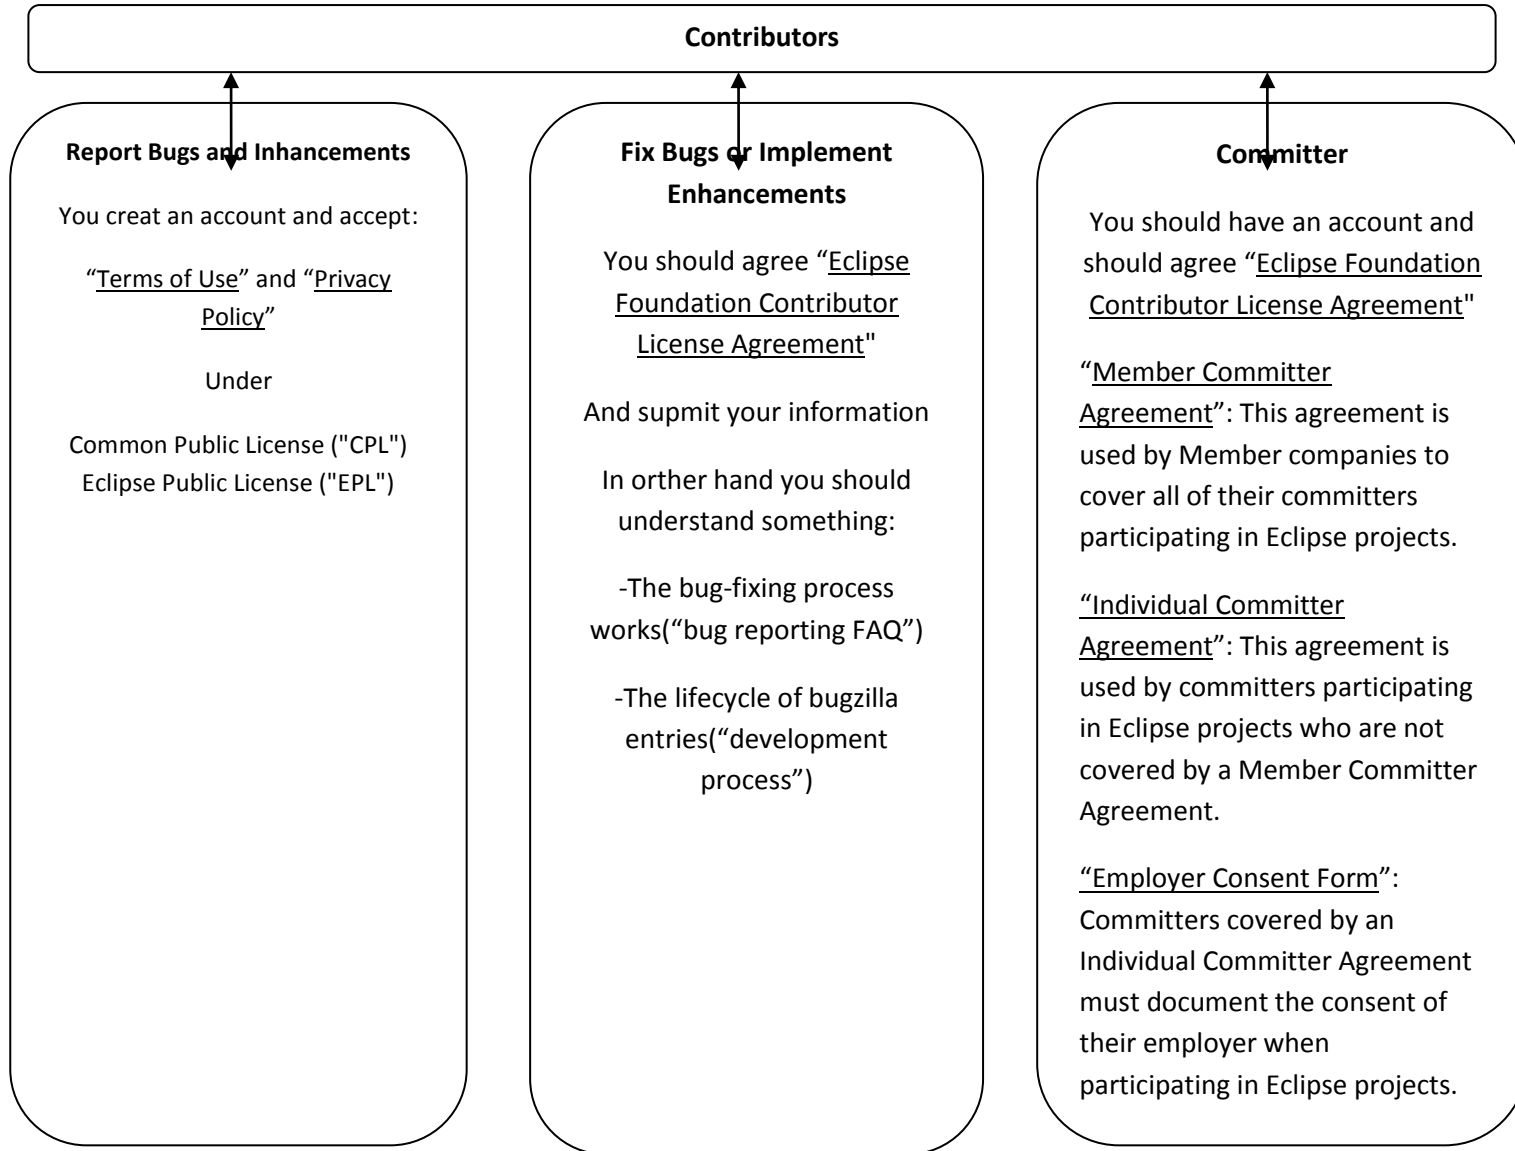 Contributors
Report Bugs and Inhancements
You creat an account and accept:
“Terms of Use” and “Privacy
Policy”
Under
Common Public License ("CPL")
Eclipse Public License ("EPL")
Fix Bugs or Implement
Enhancements
You should agree “Eclipse
Foundation Contributor
License Agreement"
And supmit your information
In orther hand you should
understand something:
-The bug-fixing process
works(“bug reporting FAQ”)
-The lifecycle of bugzilla
entries(“development
process”)
Committer
You should have an account and
should agree “Eclipse Foundation
Contributor License Agreement"
“Member Committer
Agreement”: This agreement is
used by Member companies to
cover all of their committers
participating in Eclipse projects.
“Individual Committer
Agreement”: This agreement is
used by committers participating
in Eclipse projects who are not
covered by a Member Committer
Agreement.
“Employer Consent Form”:
Committers covered by an
Individual Committer Agreement
must document the consent of
their employer when
participating in Eclipse projects.